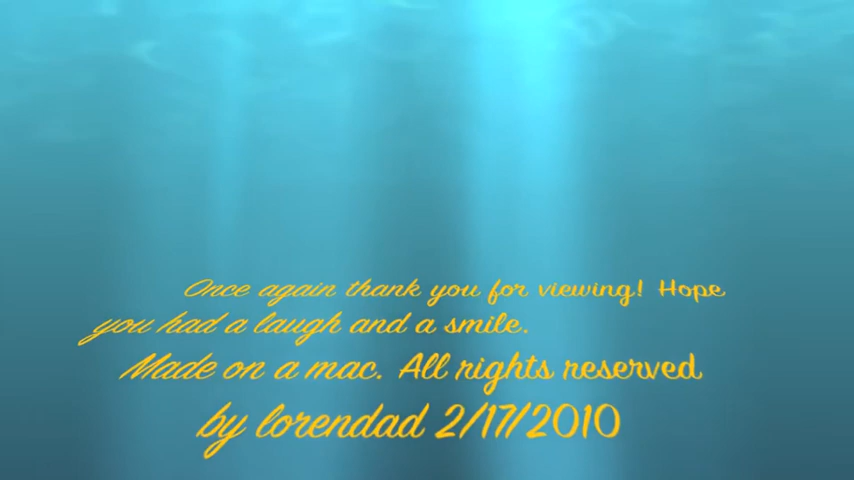 Once again thank you for viewing! Hope
you had a laugh and a smile.
Made on a mac. All rights reserved
by lorendad 2/17/2010